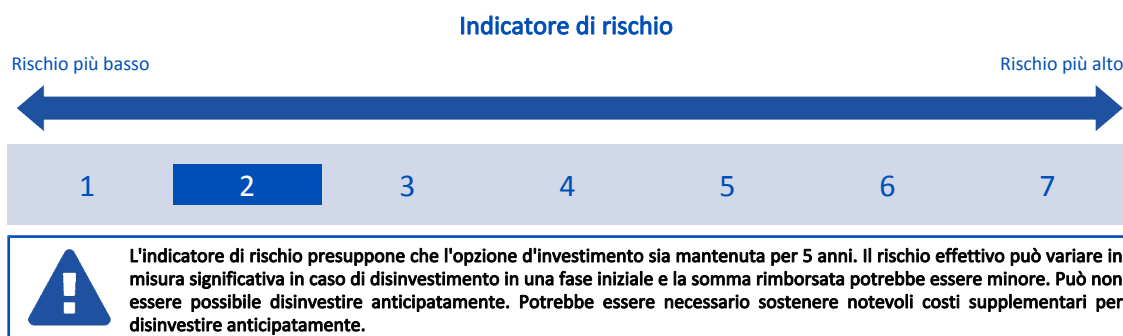 Indicatore di rischio
Rischio più basso
Rischio più alto
1 2 3 4 5 6 7
L'indicatore di rischio presuppone che l'opzione d'investimento sia mantenuta per 5 anni. Il rischio effettivo può variare in
misura significativa in caso di disinvestimento in una fase iniziale e la somma rimborsata potrebbe essere minore. Può non
essere possibile disinvestire anticipatamente. Potrebbe essere necessario sostenere notevoli costi supplementari per
disinvestire anticipatamente.